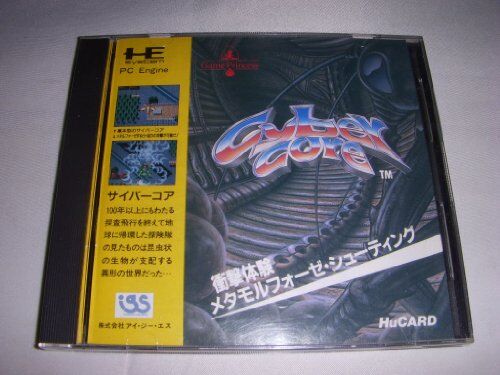 HE
system
PC Engine
サイバーコア
100年以上にもわたる
探査飛行を終えて地
球に帰還した探険隊
の見たものは昆虫状
の生物が支配する
異形の世界だった…
igs
株式会社アイ・ジー・エス
Game Princess
Cyber
Core
TM
衝撃体験
メタモルフォーゼ・シューティング
HuCARD